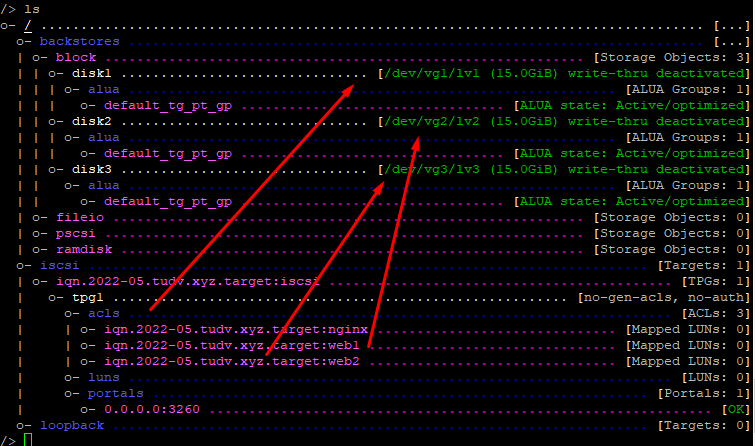 /> ls
o- / ......................................................................................... [...]
  o- backstores .............................................................................. [...]
  | o- block .................................................................. [Storage Objects: 3]
  | | o- disk1 ............................... [/dev/vg1/lv1 (15.0GiB) write-thru deactivated]
  | | | o- alua ................................................................... [ALUA Groups: 1]
  | | |   o- default_tg_pt_gp ....................................... [ALUA state: Active/optimized]
  | | o- disk2 ............................... [/dev/vg2/lv2 (15.0GiB) write-thru deactivated]
  | | | o- alua ................................................................... [ALUA Groups: 1]
  | | |   o- default_tg_pt_gp ....................................... [ALUA state: Active/optimized]
  | | o- disk3 ............................... [/dev/vg3/lv3 (15.0GiB) write-thru deactivated]
  | |   o- alua ................................................................... [ALUA Groups: 1]
  | |     o- default_tg_pt_gp ....................................... [ALUA state: Active/optimized]
  | o- fileio ................................................................. [Storage Objects: 0]
  | o- pscsi .................................................................. [Storage Objects: 0]
  | o- ramdisk ................................................................ [Storage Objects: 0]
  o- iscsi ............................................................................ [Targets: 1]
  | o- iqn.2022-05.tudv.xyz.target:iscsi ................................................. [TPGs: 1]
  |   o- tpg1 .................................................................. [no-gen-acls, no-auth]
  |     o- acls .......................................................................... [ACLs: 3]
  |     | o- iqn.2022-05.tudv.xyz.target:nginx .................................... [Mapped LUNs: 0]
  |     | o- iqn.2022-05.tudv.xyz.target:web1 ..................................... [Mapped LUNs: 0]
  |     | o- iqn.2022-05.tudv.xyz.target:web2 ..................................... [Mapped LUNs: 0]
  |     o- luns .......................................................................... [LUNs: 0]
  |     o- portals .................................................................... [Portals: 1]
  |       o- 0.0.0.0:3260 ..................................................................... [OK]
  o- loopback ......................................................................... [Targets: 0]
/>